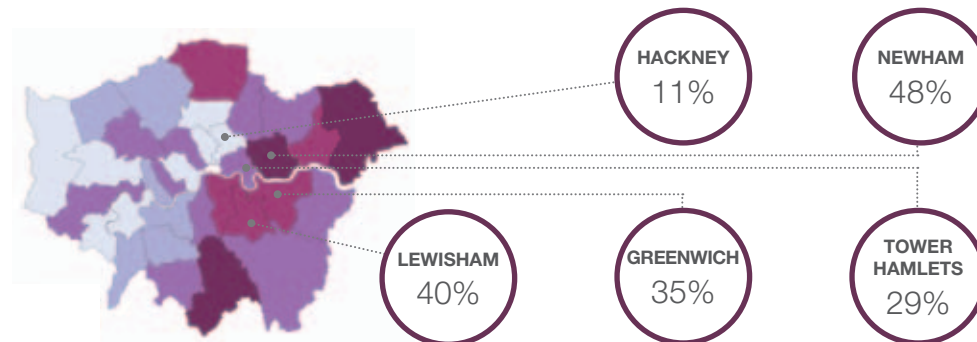 HACKNEY
11%
NEWHAM
48%
LEWISHAM
40%
GREENWICH
35%
TOWER
HAMLETS
29%